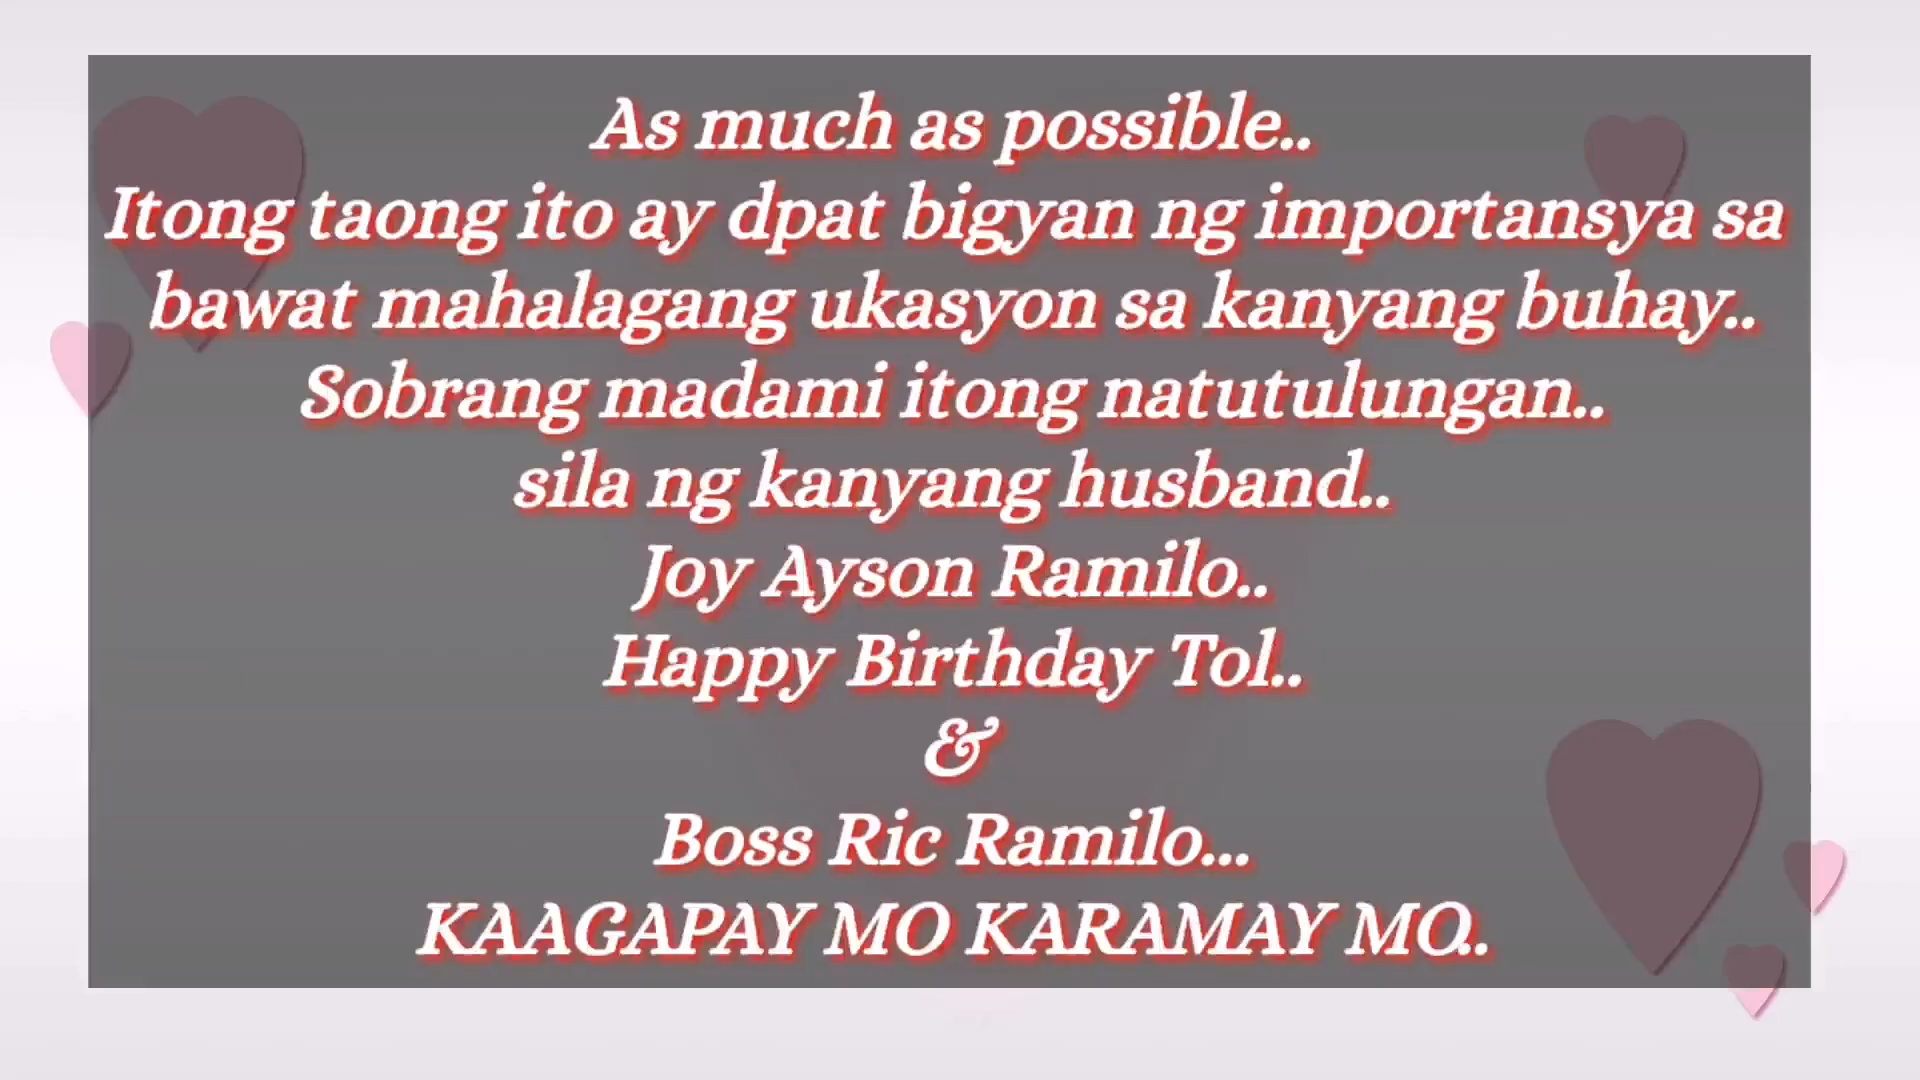 As much as possible..
Itong taong ito ay dpat bigyan ng importansya sa
bawat mahalagang ukasyon sa kanyang buhay..
Sobrang madami itong natutulungan..
sila ng kanyang husband..
Joy Ayson Ramilo..
Happy Birthday Tol..
&
Boss Ric Ramilo...
KAAGAPAY MO KARAMAY MO..